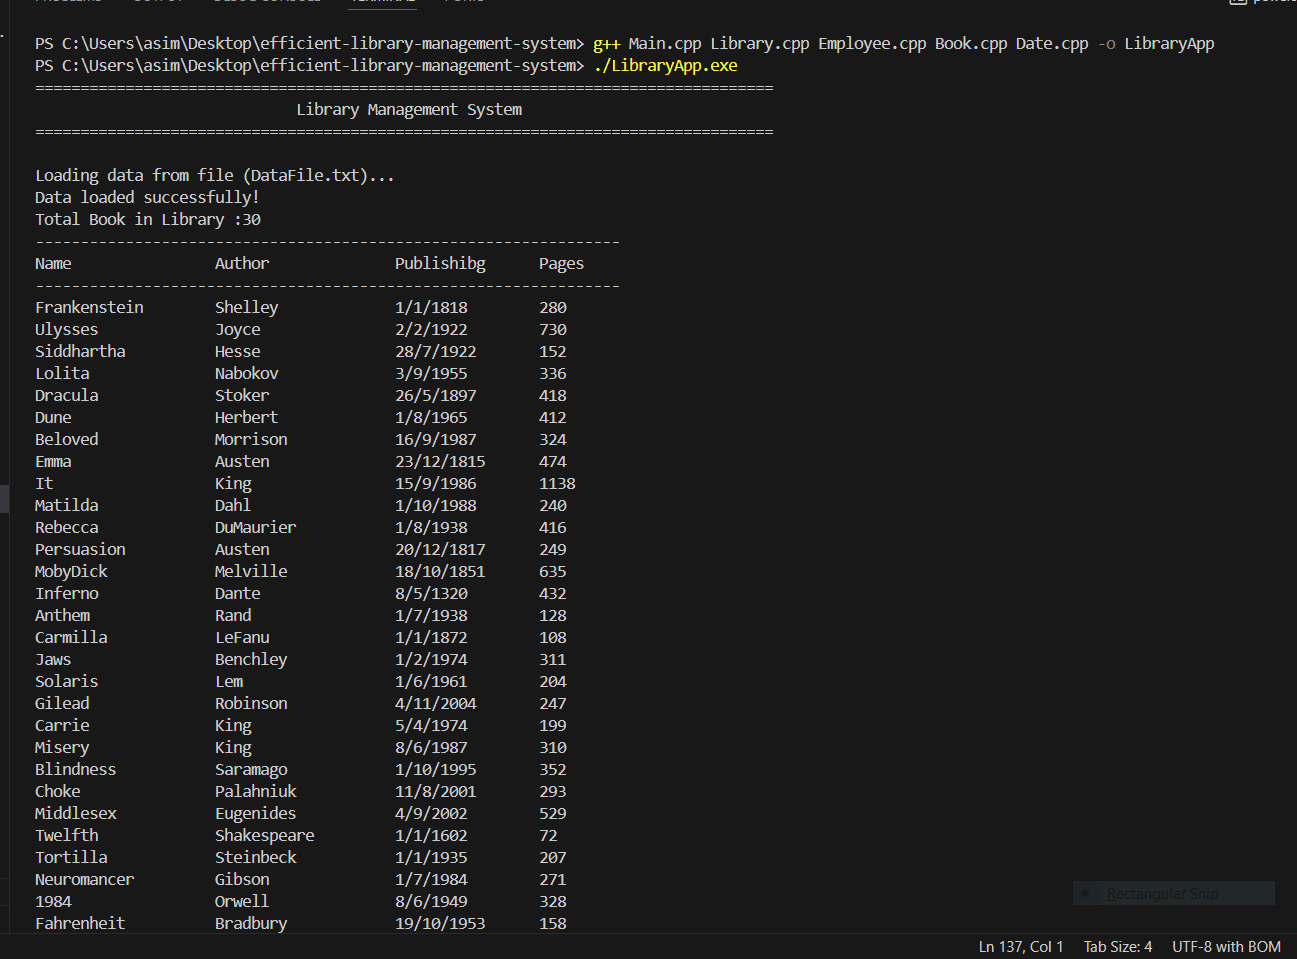 PS C:\Users\asim\Desktop\efficient-library-management-system> g++ Main.cpp Library.cpp Employee.cpp Book.cpp Date.cpp -o LibraryApp
PS C:\Users\asim\Desktop\efficient-library-management-system> ./LibraryApp.exe
==================================================================================
Library Management System
==================================================================================
Loading data from file (DataFile.txt)...
Data loaded successfully!
Total Book in Library :30
-----------------------------------------------------------------
Name Author Publishibg Pages
-----------------------------------------------------------------
Frankenstein Shelley 1/1/1818 280
Ulysses Joyce 2/2/1922 730
Siddhartha Hesse 28/7/1922 152
Lolita Nabokov 3/9/1955 336
Dracula Stoker 26/5/1897 418
Dune Herbert 1/8/1965 412
Beloved Morrison 16/9/1987 324
Emma Austen 23/12/1815 474
It King 15/9/1986 1138
Matilda Dahl 1/10/1988 240
Rebecca DuMaurier 1/8/1938 416
Persuasion Austen 20/12/1817 249
MobyDick Melville 18/10/1851 635
Inferno Dante 8/5/1320 432
Anthem Rand 1/7/1938 128
Carmilla LeFanu 1/1/1872 108
Jaws Benchley 1/2/1974 311
Solaris Lem 1/6/1961 204
Gilead Robinson 4/11/2004 247
Carrie King 5/4/1974 199
Misery King 8/6/1987 310
Blindness Saramago 1/10/1995 352
Choke Palahniuk 11/8/2001 293
Middlesex Eugenides 4/9/2002 529
Twelfth Shakespeare 1/1/1602 72
Tortilla Steinbeck 1/1/1935 207
Neuromancer Gibson 1/7/1984 271
1984 Orwell 8/6/1949 328
Fahrenheit Bradbury 19/10/1953 158
Rectangular Snip
Ln 137, Col 1 Tab Size: 4 UTF-8 with BOM